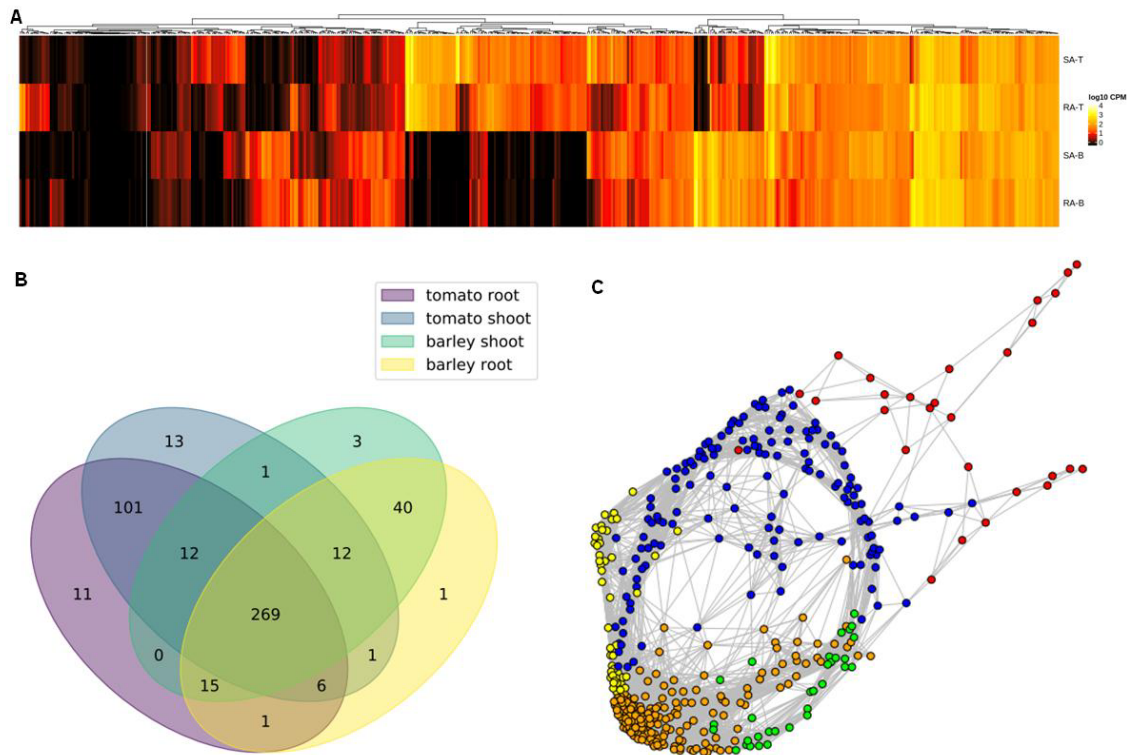 A
SA-T
RA-T
SA-B
RA-B
log10 CPM
4
3
2
1
0
B
tomato root
tomato shoot
barley shoot
barley root
13
3
1
101
40
12
12
11
269
1
0
1
15
6
1
C